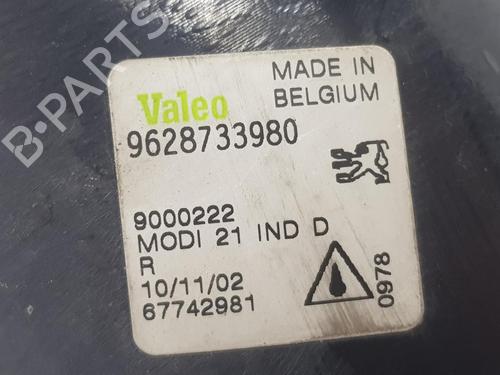 B-PARTS
Valeo
MADE IN
BELGIUM
9628733980
9000222
MODI 21 IND D
R
10/11/02
67742981
0978